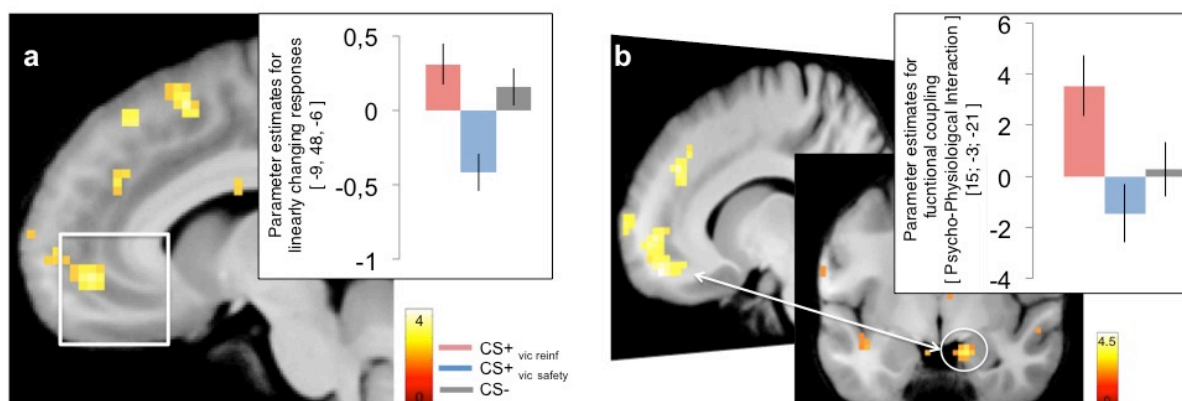 a
Parameter estimates for
linearly changing responses
[ -9, 48, -6]
0,5
0
-0,5
-1
4
0
CS+ vic reinf
CS+ vic safety
CS-
b
Parameter estimates for
fucntional coupling
[ Psycho-Physioloigcal Interaction ]
[15; -3; -21]
6
4
2
0
-2
-4
4.5
0